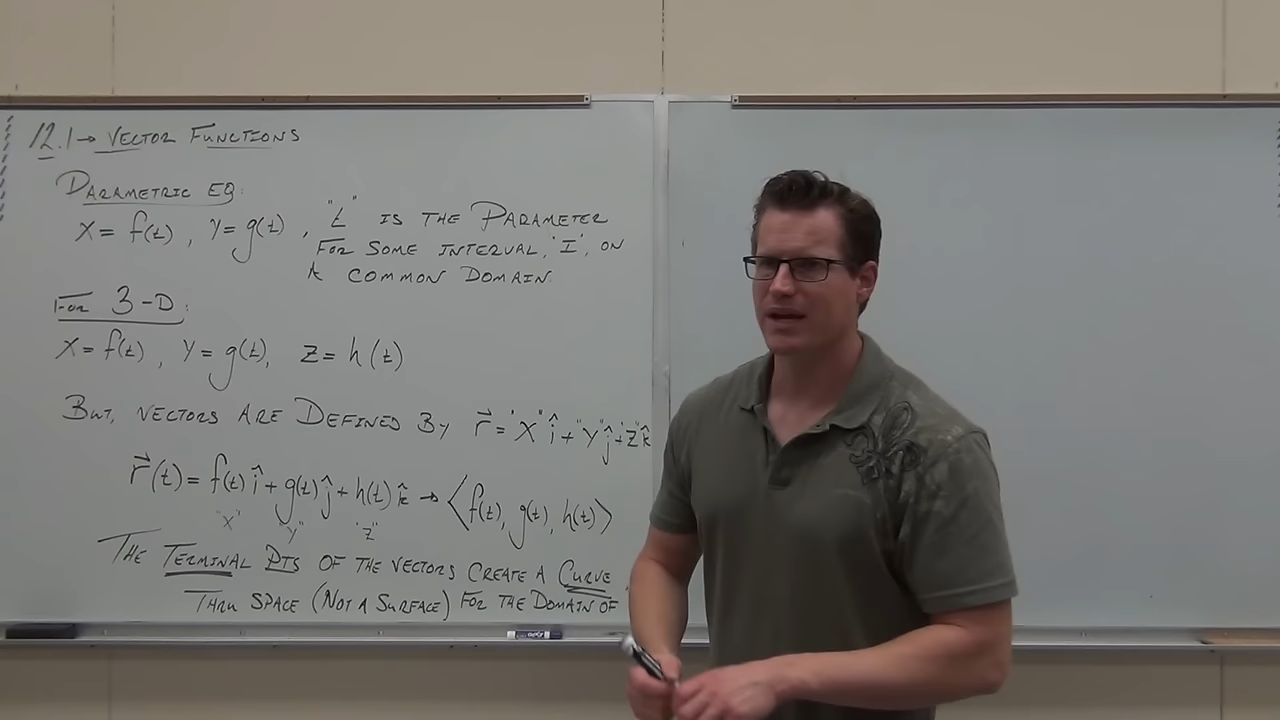 12.1 → VECTOR FUNCTIONS
PARAMETRIC EQ:
X = f(t), Y = g(t), "t" IS THE PARAMETER
FOR SOME INTERVAL, 'I', ON
A COMMON DOMAIN.
FOR 3-D:
X = f(t), Y = g(t), Z = h(t)
BUT, VECTORS ARE DEFINED BY r⃗ = "X" î + "Y" ĵ + "Z" k̂
r⃗(t) = f(t) î + g(t) ĵ + h(t) k̂ → ⟨f(t), g(t), h(t)⟩
"X" "Y" "Z"
THE TERMINAL PTS OF THE VECTORS CREATE A CURVE
THRU SPACE (NOT A SURFACE) FOR THE DOMAIN OF